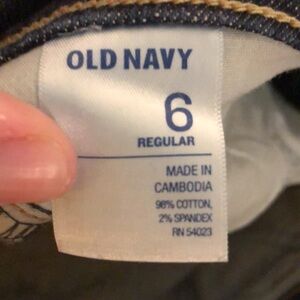 OLD NAVY
6
REGULAR
MADE IN
CAMBODIA
98% COTTON,
2% SPANDEX
RN 54023